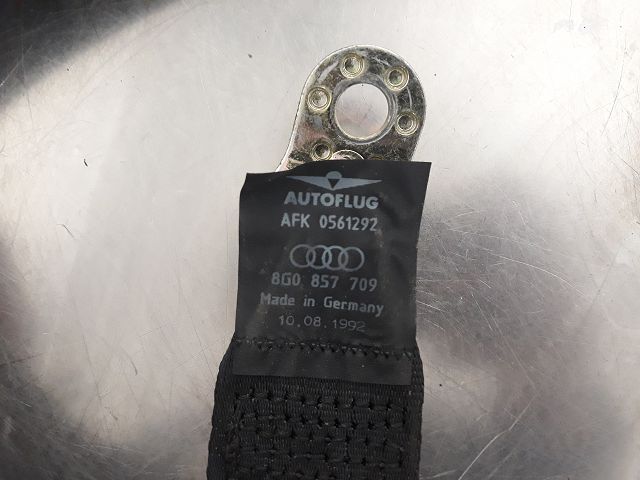 AUTOFLUG
AFK 0561292
8G0 857 709
Made in Germany
10.08.1992